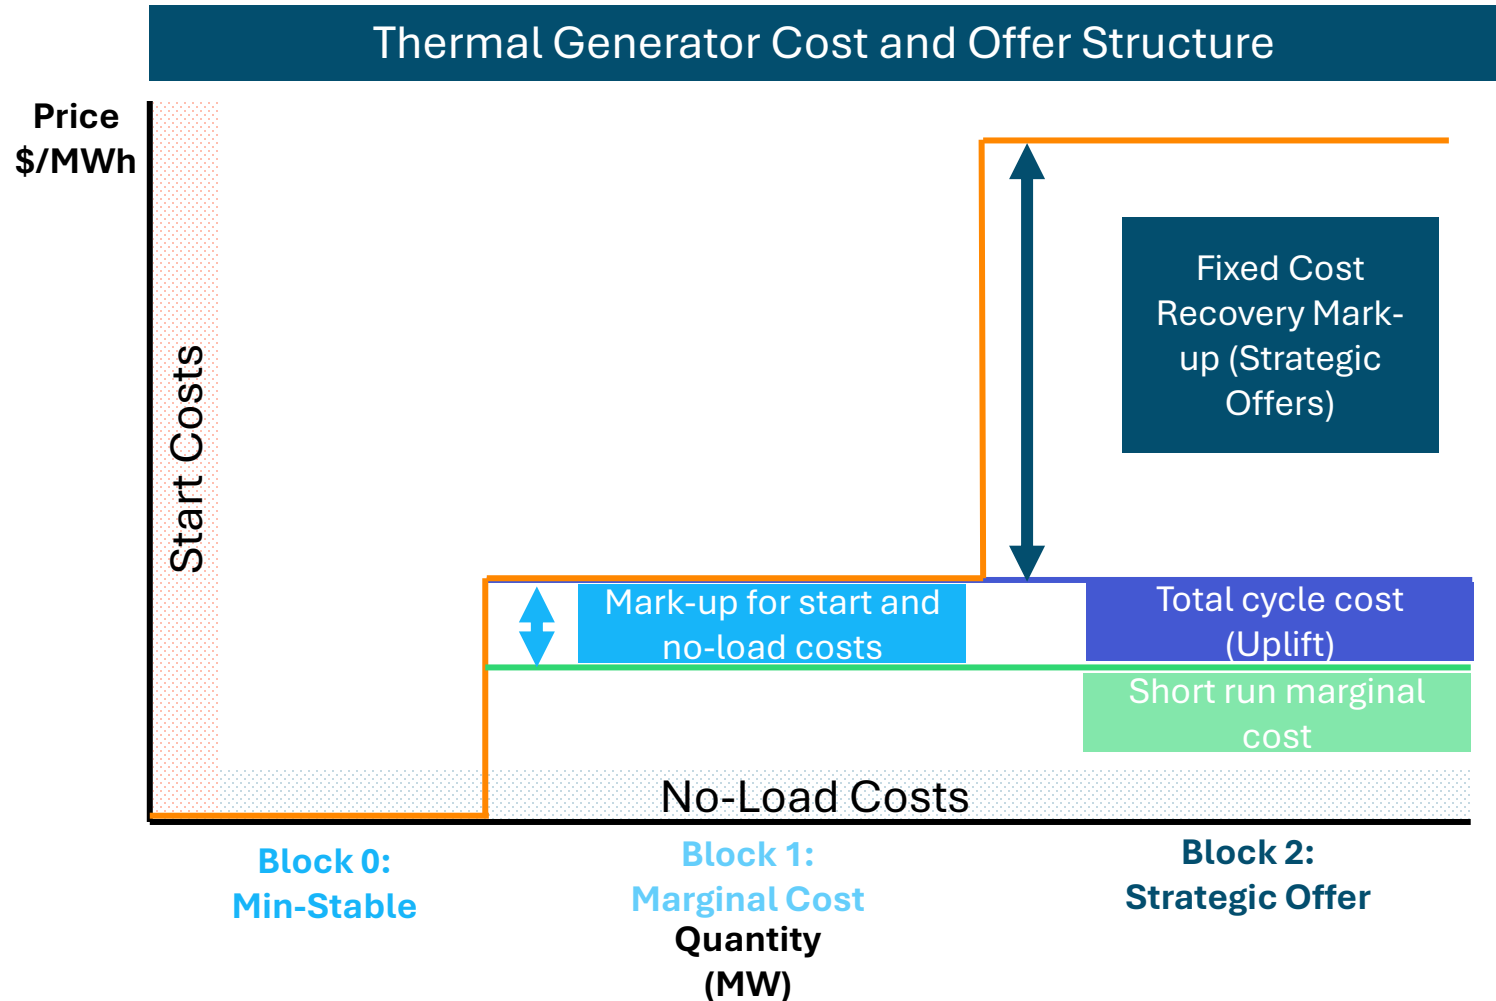 Thermal Generator Cost and Offer Structure
Price
$/MWh
Start Costs
Fixed Cost
Recovery Mark-
up (Strategic
Offers)
Mark-up for start and
no-load costs
Total cycle cost
(Uplift)
Short run marginal
cost
No-Load Costs
Block 0:
Min-Stable
Block 1:
Marginal Cost
Block 2:
Strategic Offer
Quantity
(MW)